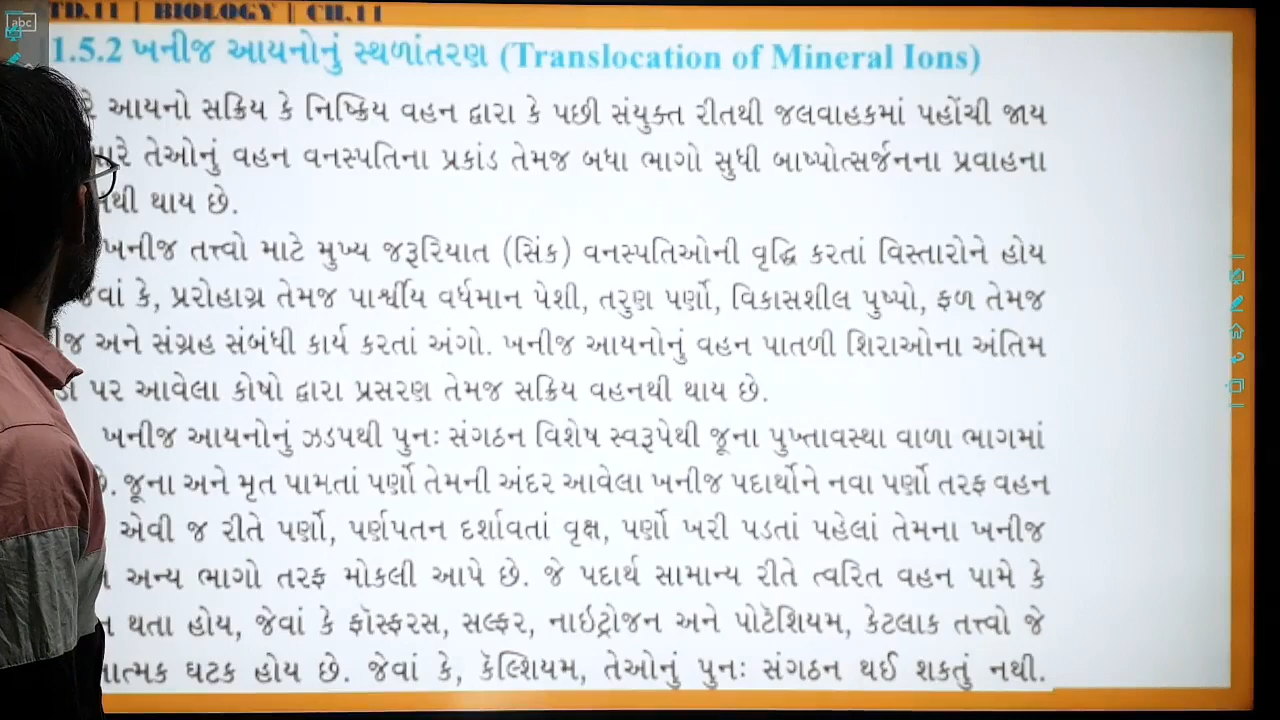 abc
TD.11 | BIOLOGY | CH.11
1.5.2 ખનીજ આયનોનું સ્થળાંતરણ (Translocation of Mineral Ions)
આયનો સક્રિય કે નિષ્ક્રિય વહન દ્વારા કે પછી સંયુક્ત રીતથી જલવાહકમાં પહોંચી જાય
તેઓનું વહન વનસ્પતિના પ્રકાંડ તેમજ બધા ભાગો સુધી બાષ્પોત્સર્જનના પ્રવાહના
થાય છે.
ખનીજ તત્ત્વો માટે મુખ્ય જરૂરિયાત (સિંક) વનસ્પતિઓની વૃદ્ધિ કરતાં વિસ્તારોને હોય
કે, પ્રરોહાગ્ર તેમજ પાર્શ્વીય વર્ધમાન પેશી, તરુણ પર્ણો, વિકાસશીલ પુષ્પો, ફળ તેમજ
અને સંગ્રહ સંબંધી કાર્ય કરતાં અંગો. ખનીજ આયનોનું વહન પાતળી શિરાઓના અંતિમ
પર આવેલા કોષો દ્વારા પ્રસરણ તેમજ સક્રિય વહનથી થાય છે.
ખનીજ આયનોનું ઝડપથી પુનઃ સંગઠન વિશેષ સ્વરૂપેથી જૂના પુખ્તાવસ્થા વાળા ભાગમાં
જૂના અને મૃત પામતાં પર્ણો તેમની અંદર આવેલા ખનીજ પદાર્થોને નવા પર્ણો તરફ વહન
એવી જ રીતે પર્ણો, પર્ણપતન દર્શાવતાં વૃક્ષ, પર્ણો ખરી પડતાં પહેલાં તેમના ખનીજ
અન્ય ભાગો તરફ મોકલી આપે છે. જે પદાર્થ સામાન્ય રીતે ત્વરિત વહન પામે કે
થતા હોય, જેવાં કે ફૉસ્ફરસ, સલ્ફર, નાઇટ્રોજન અને પોટૅશિયમ, કેટલાક તત્ત્વો જે
ઘટક હોય છે. જેવાં કે, કૅલ્શિયમ, તેઓનું પુનઃ સંગઠન થઈ શકતું નથી.